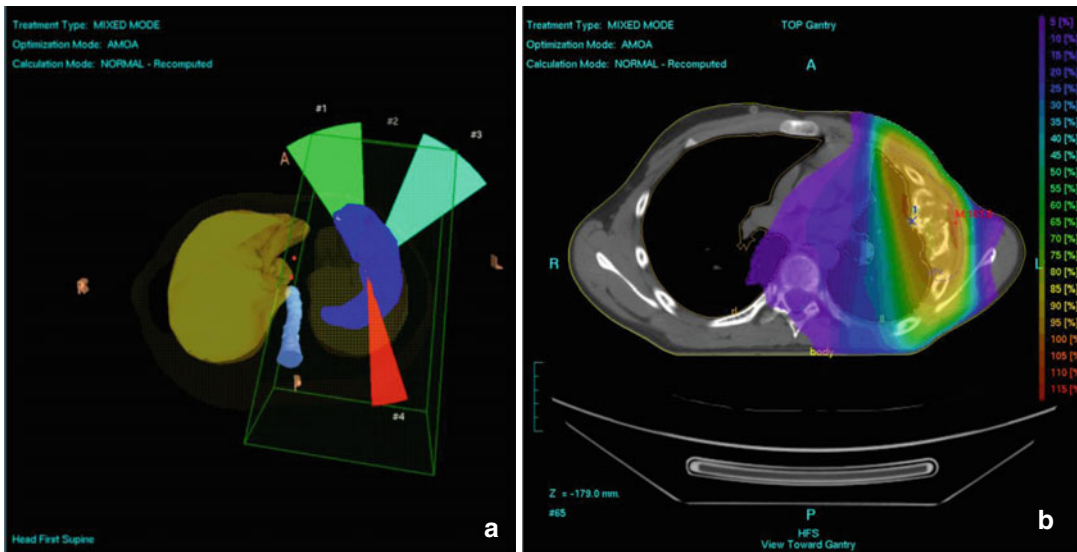 Treatment Type: MIXED MODE
Optimization Mode: AMOA
Calculation Mode: NORMAL - Recomputed
#1
#2
#3
A
R
L
P
#4
Head First Supine
a
Treatment Type: MIXED MODE
TOP Gantry
Optimization Mode: AMOA
Calculation Mode: NORMAL - Recomputed
A
R
L
1
rl
ll
body
Z = -179.0 mm.
#65
P
HFS
View Toward Gantry
b
5 [%]
10 [%]
15 [%]
20 [%]
25 [%]
30 [%]
35 [%]
40 [%]
45 [%]
50 [%]
55 [%]
60 [%]
65 [%]
70 [%]
75 [%]
80 [%]
85 [%]
90 [%]
95 [%]
100 [%]
105 [%]
110 [%]
115 [%]